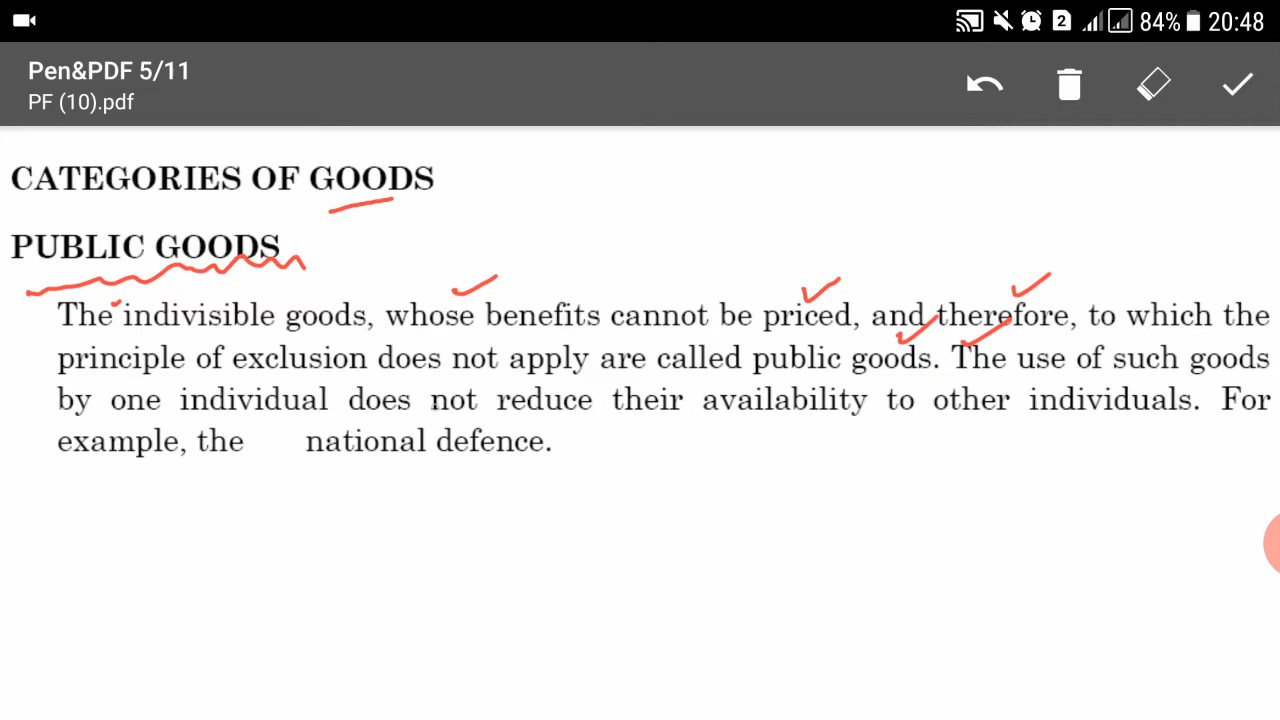 2 84% 20:48
Pen&PDF 5/11
PF (10).pdf
CATEGORIES OF GOODS
PUBLIC GOODS
The indivisible goods, whose benefits cannot be priced, and therefore, to which the
principle of exclusion does not apply are called public goods. The use of such goods
by one individual does not reduce their availability to other individuals. For
example, the national defence.